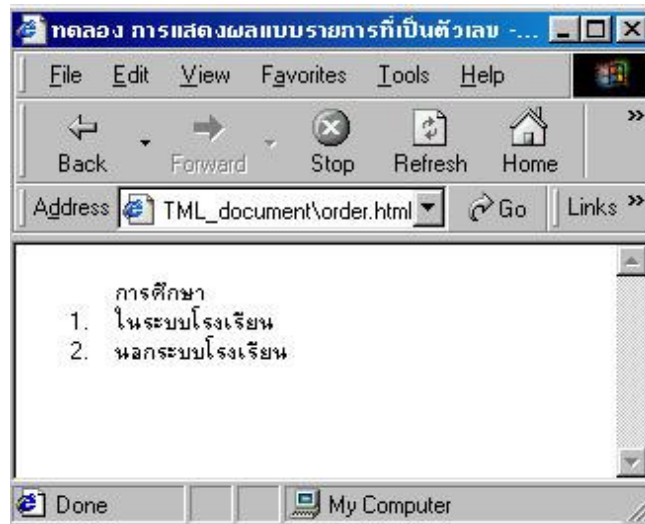 ทดลอง การแสดงผลแบบรายการที่เป็นตัวเลข -...
File Edit View Favorites Tools Help
Back Forward Stop Refresh Home »
Address TML_document\order.html Go Links »
การศึกษา
1. ในระบบโรงเรียน
2. นอกระบบโรงเรียน
Done My Computer